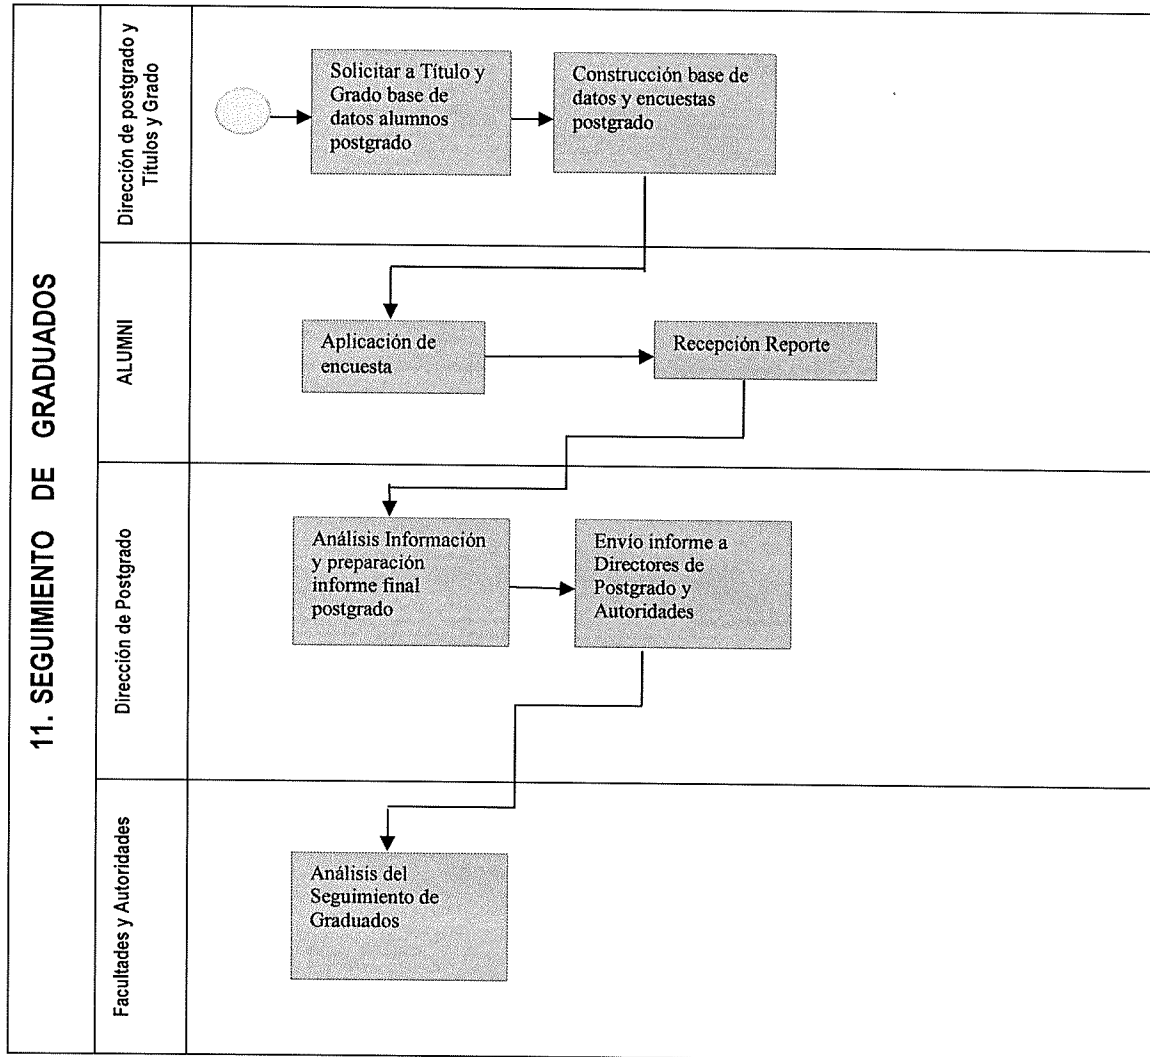 11. SEGUIMIENTO DE GRADUADOS
Dirección de postgrado y
Títulos y Grado
Solicitar a Título y
Grado base de
datos alumnos
postgrado
Construcción base de
datos y encuestas
postgrado
ALUMNI
Aplicación de
encuesta
Recepción Reporte
Dirección de Postgrado
Análisis Información
y preparación
informe final
postgrado
Envío informe a
Directores de
Postgrado y
Autoridades
Facultades y Autoridades
Análisis del
Seguimiento de
Graduados